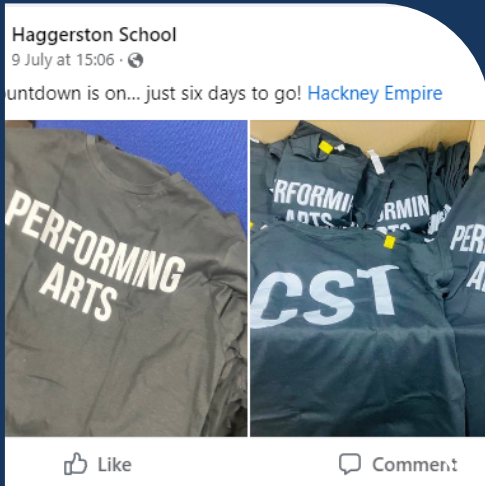 Haggerston School
9 July at 15:06 ·
ountdown is on... just six days to go! Hackney Empire
PERFORMING
ARTS
RFORMI
ARTS
RMIN
CST
PER
A
Like
Comment